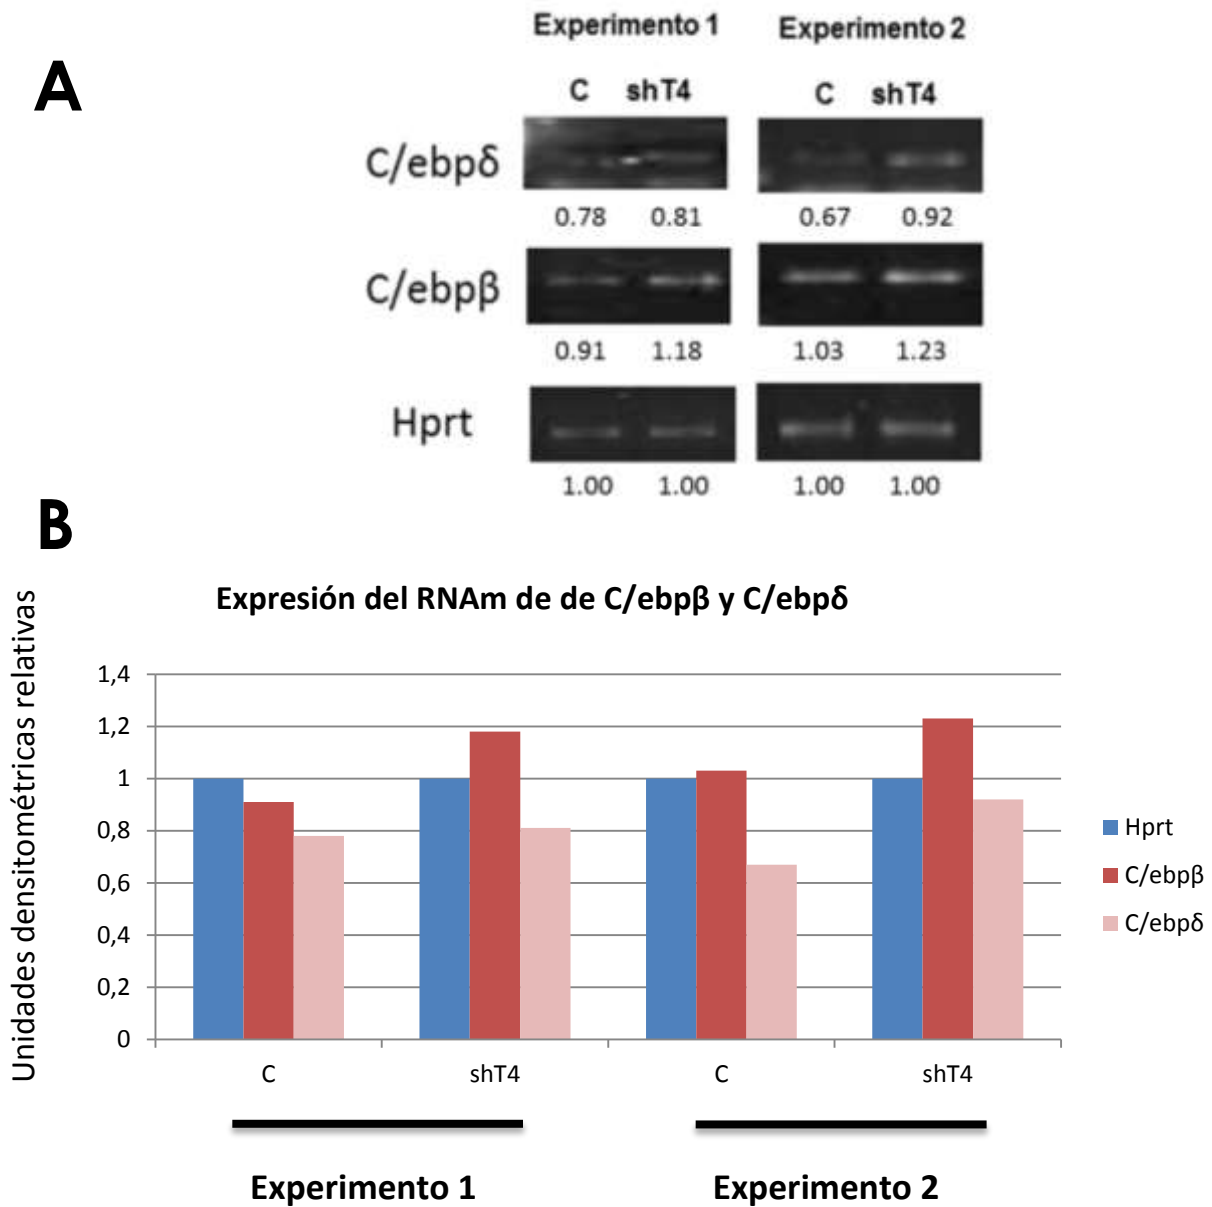 A
Experimento 1
Experimento 2
C shT4
C shT4
C/ebpδ
0.78 0.81
0.67 0.92
C/ebpβ
0.91 1.18
1.03 1.23
Hprt
1.00 1.00
1.00 1.00
B
Expresión del RNAm de de C/ebpβ y C/ebpδ
Unidades densitométricas relativas
1,4
1,2
1
0,8
0,6
0,4
0,2
0
Hprt
C/ebpβ
C/ebpδ
C shT4 C shT4
Experimento 1
Experimento 2